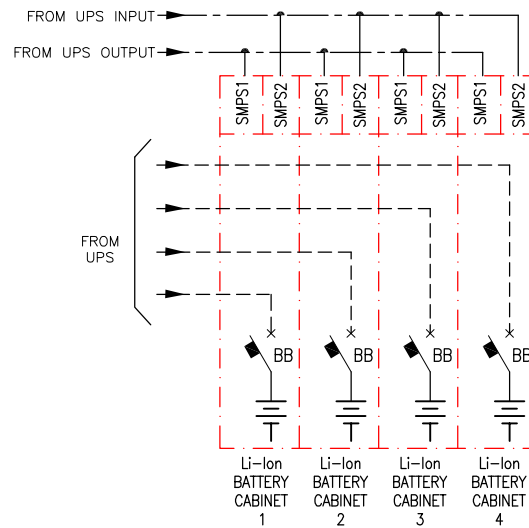 FROM UPS INPUT
FROM UPS OUTPUT
SMPS1
SMPS2
SMPS1
SMPS2
SMPS1
SMPS2
SMPS1
SMPS2
FROM
UPS
BB
BB
BB
BB
Li-Ion
BATTERY
CABINET
1
Li-Ion
BATTERY
CABINET
2
Li-Ion
BATTERY
CABINET
3
Li-Ion
BATTERY
CABINET
4